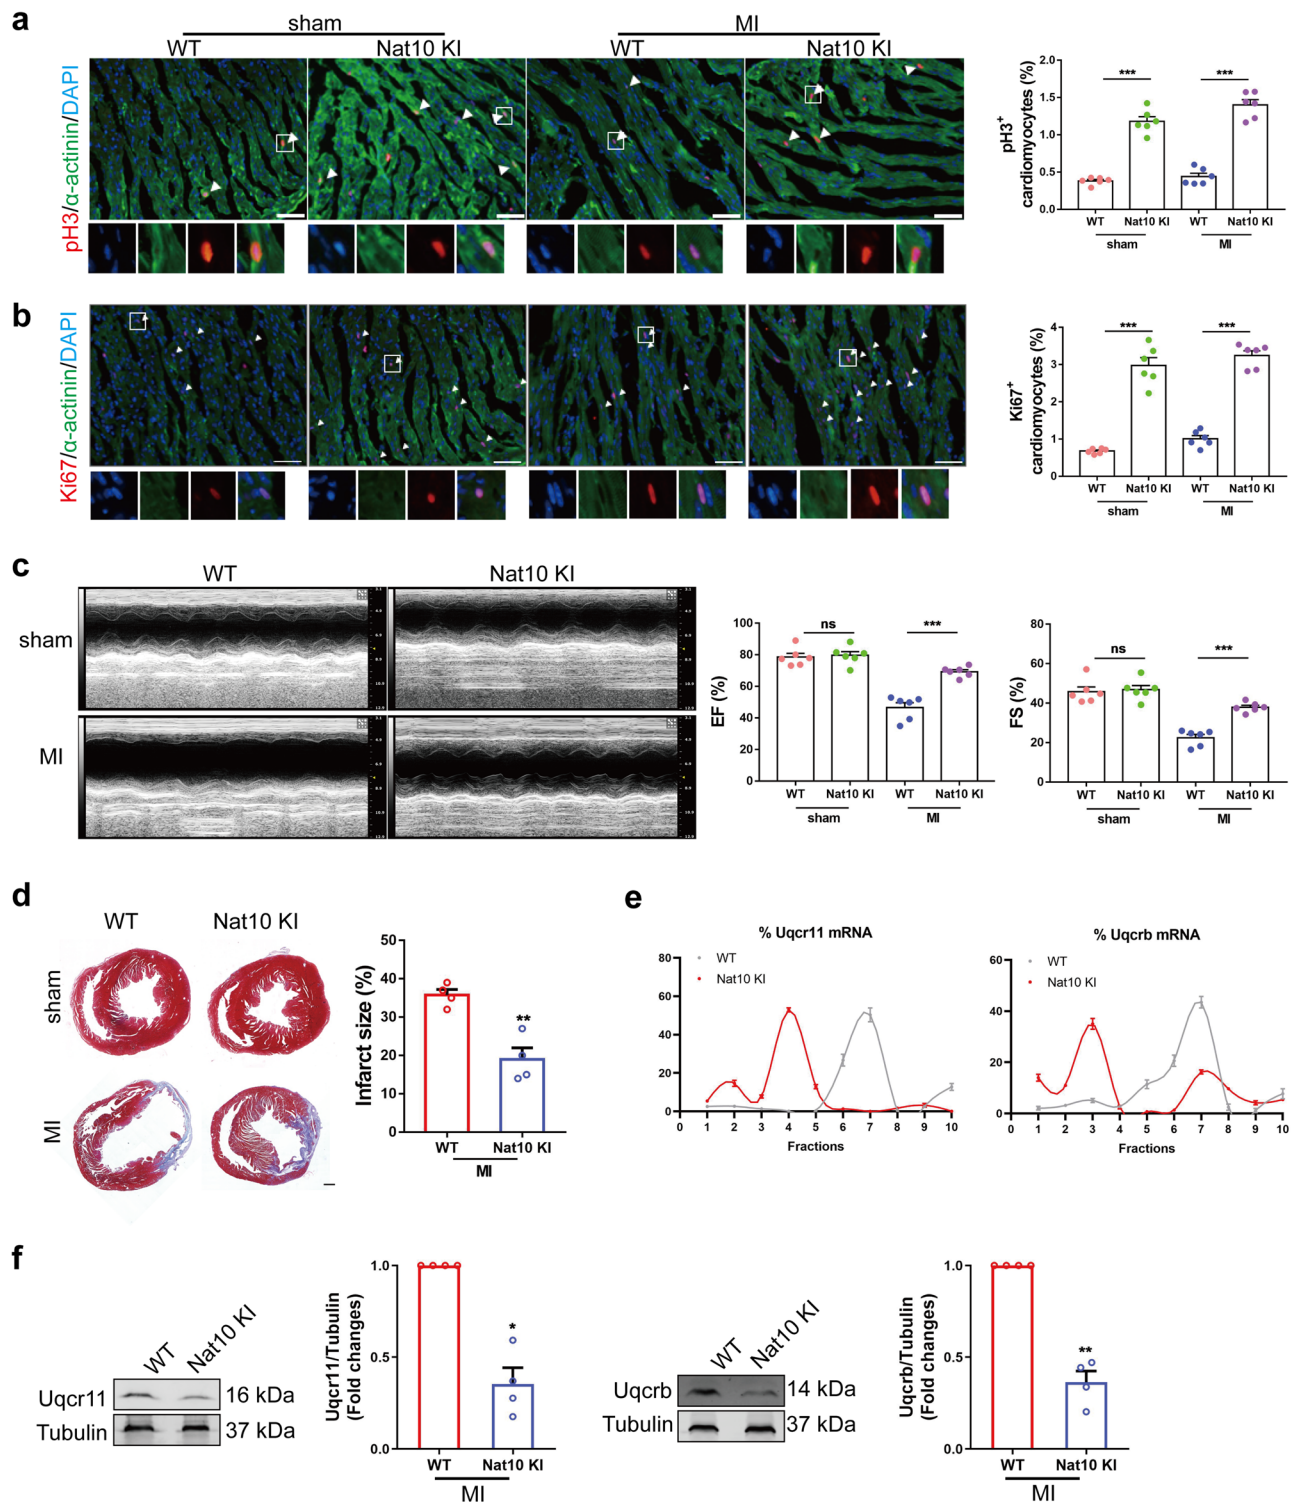 a
sham
MI
WT
Nat10 KI
WT
Nat10 KI
pH3/α-actinin/DAPI
pH3⁺
cardiomyocytes (%)
2.0
1.5
1.0
0.5
0.0
***
***
WT
Nat10 KI
WT
Nat10 KI
sham
MI
b
Ki67/α-actinin/DAPI
Ki67⁺
cardiomyocytes (%)
4
3
2
1
0
***
***
WT
Nat10 KI
WT
Nat10 KI
sham
MI
c
WT
Nat10 KI
sham
MI
EF (%)
100
80
60
40
20
0
ns
***
WT
Nat10 KI
WT
Nat10 KI
sham
MI
FS (%)
80
60
40
20
0
ns
***
WT
Nat10 KI
WT
Nat10 KI
sham
MI
d
WT
Nat10 KI
sham
MI
Infarct size (%)
50
40
30
20
10
0
**
WT
Nat10 KI
MI
e
% Uqcr11 mRNA
WT
Nat10 KI
80
60
40
20
0
0 1 2 3 4 5 6 7 8 9 10
Fractions
% Uqcrb mRNA
WT
Nat10 KI
60
40
20
0
0 1 2 3 4 5 6 7 8 9 10
Fractions
f
WT
Nat10 KI
Uqcr11
16 kDa
Tubulin
37 kDa
Uqcr11/Tubulin
(Fold changes)
1.0
0.5
0.0
*
WT
Nat10 KI
MI
WT
Nat10 KI
Uqcrb
14 kDa
Tubulin
37 kDa
Uqcrb/Tubulin
(Fold changes)
1.0
0.5
0.0
**
WT
Nat10 KI
MI